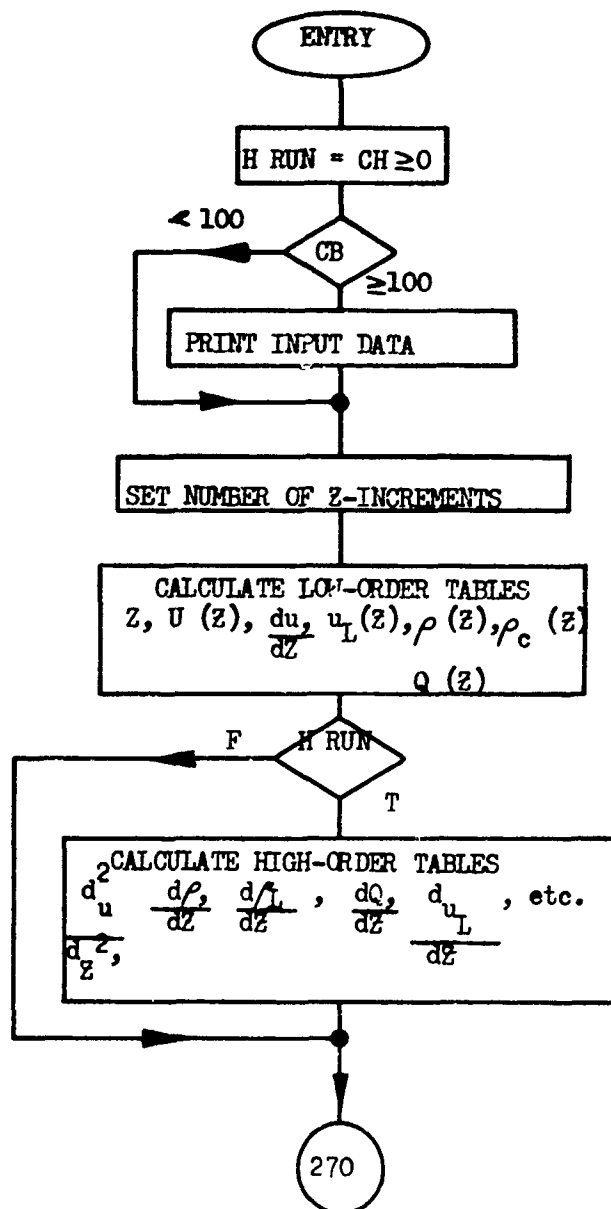 ENTRY
H RUN = CH ≥0
< 100
CB
≥100
PRINT INPUT DATA
SET NUMBER OF Z-INCREMENTS
CALCULATE LOW-ORDER TABLES
Z, U (Z), du/dZ, u_L(Z), ρ (Z), ρ_c (Z)
Q (Z)
F
H RUN
T
CALCULATE HIGH-ORDER TABLES
d²u/dZ², dρ/dZ, dρ_L/dZ, dQ/dZ, du_L/dZ, etc.
270